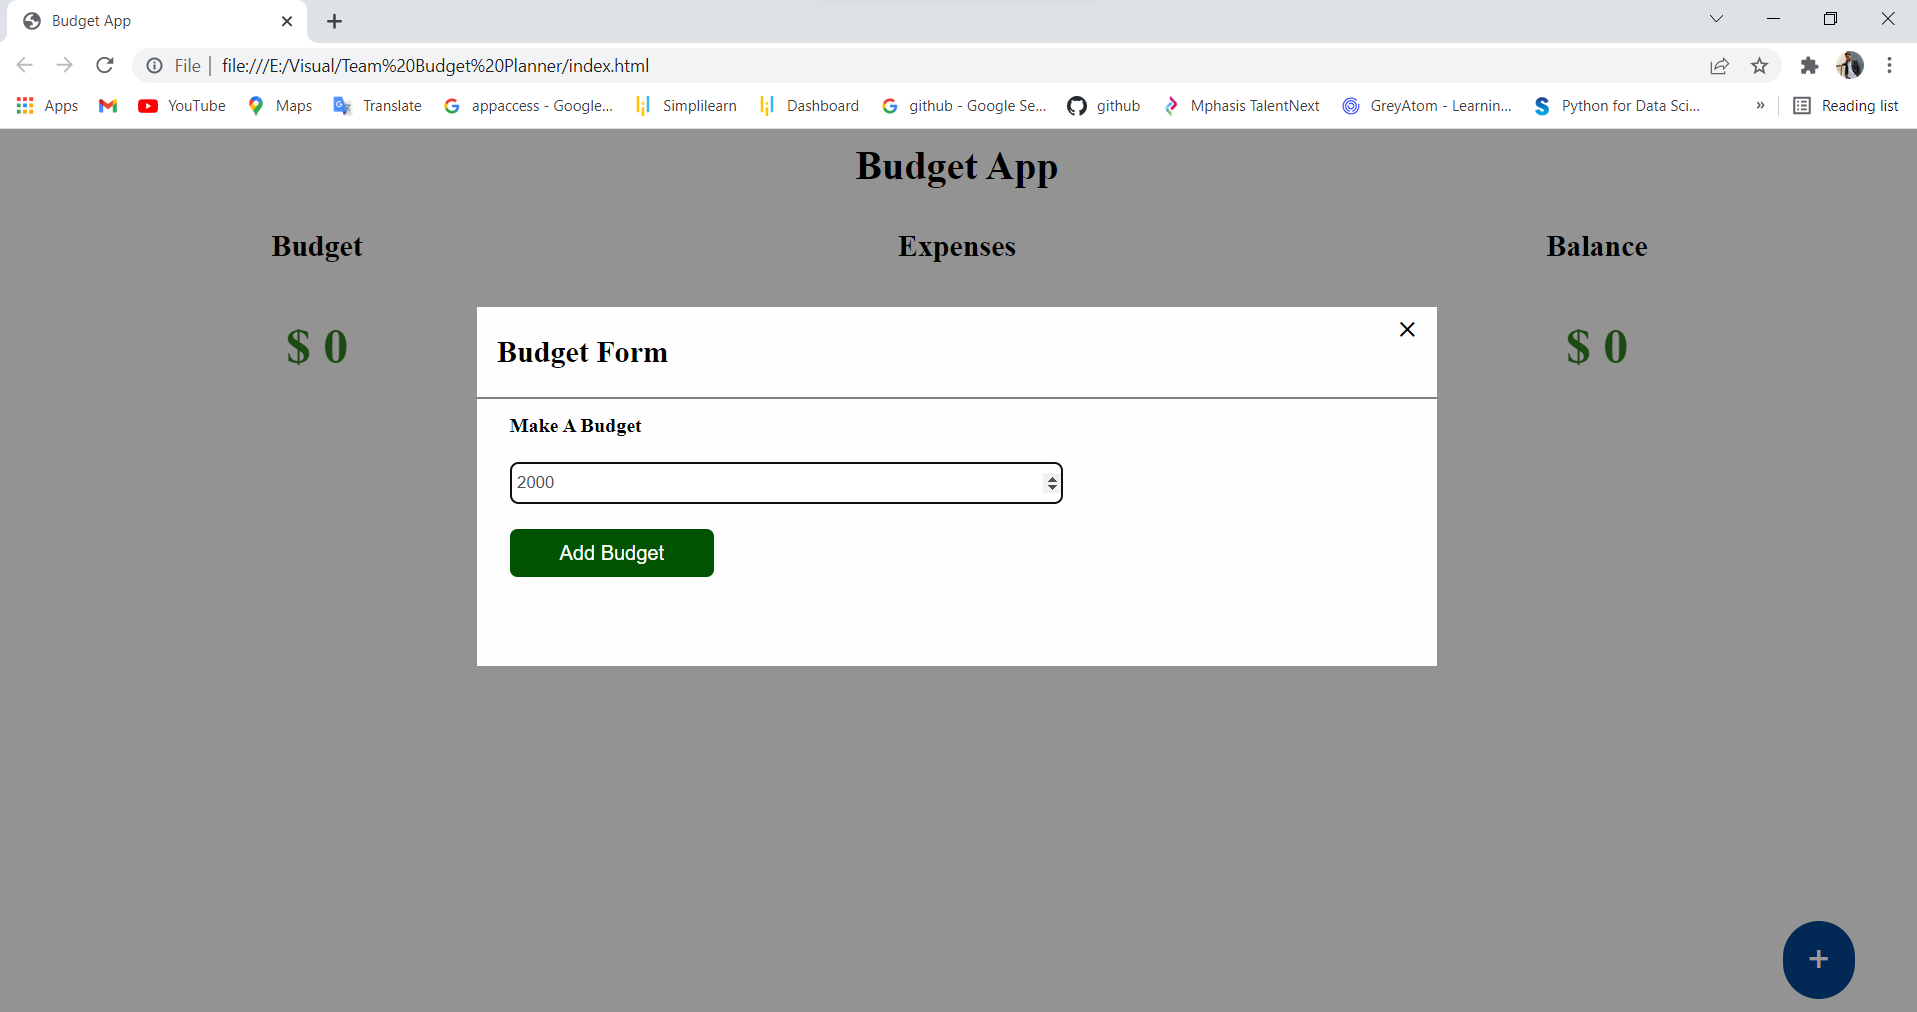 Budget App
File | file:///E:/Visual/Team%20Budget%20Planner/index.html
Apps YouTube Maps Translate appaccess - Google... Simplilearn Dashboard github - Google Se... github Mphasis TalentNext GreyAtom - Learnin... Python for Data Sci... » Reading list
Budget App
Budget Expenses Balance
$ 0 $ 0
Budget Form
Make A Budget
2000
Add Budget
+